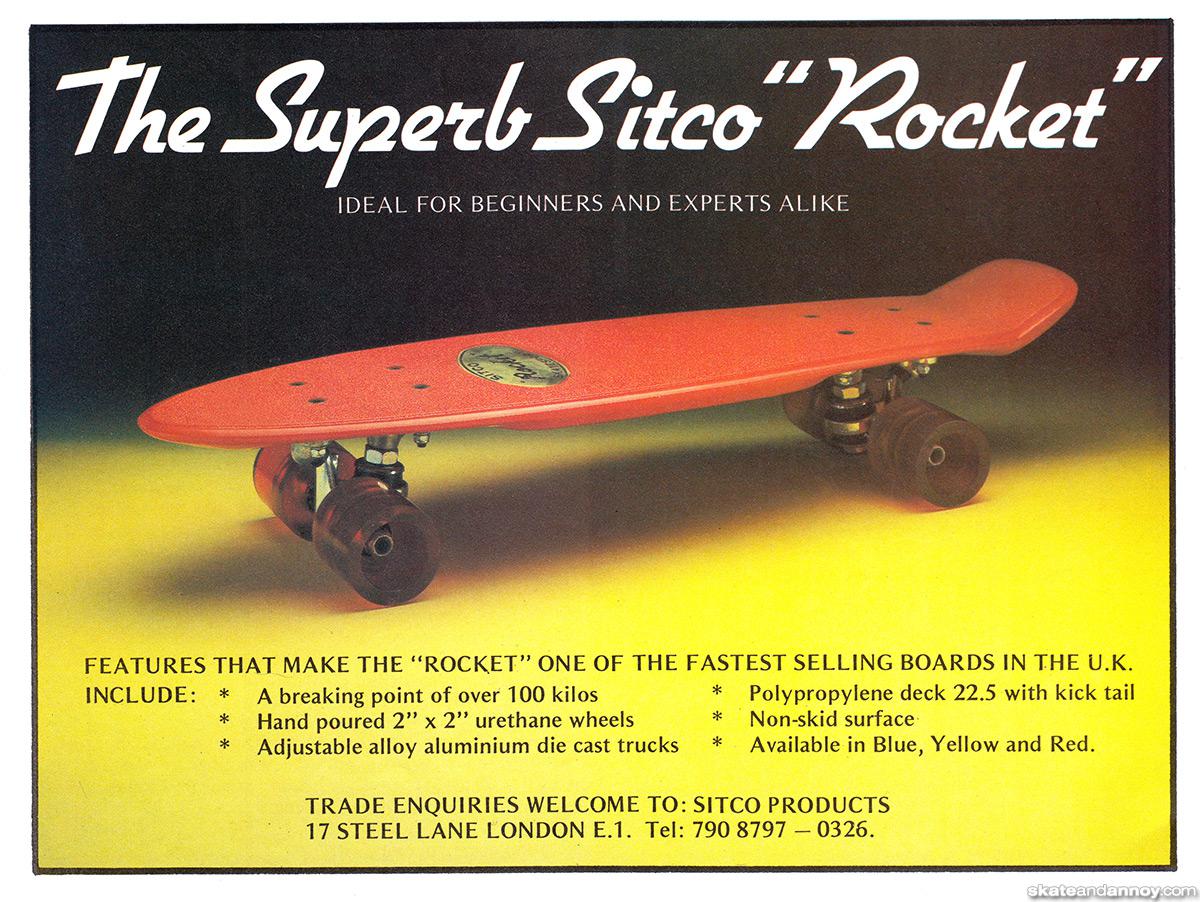 The Superb Sitco "Rocket"
IDEAL FOR BEGINNERS AND EXPERTS ALIKE
SITCO
Rocket
FEATURES THAT MAKE THE "ROCKET" ONE OF THE FASTEST SELLING BOARDS IN THE U.K.
INCLUDE: * A breaking point of over 100 kilos
* Hand poured 2" x 2" urethane wheels
* Adjustable alloy aluminium die cast trucks
* Polypropylene deck 22.5 with kick tail
* Non-skid surface
* Available in Blue, Yellow and Red.
TRADE ENQUIRIES WELCOME TO: SITCO PRODUCTS
17 STEEL LANE LONDON E.1. Tel: 790 8797 — 0326.
skateandannoy.com